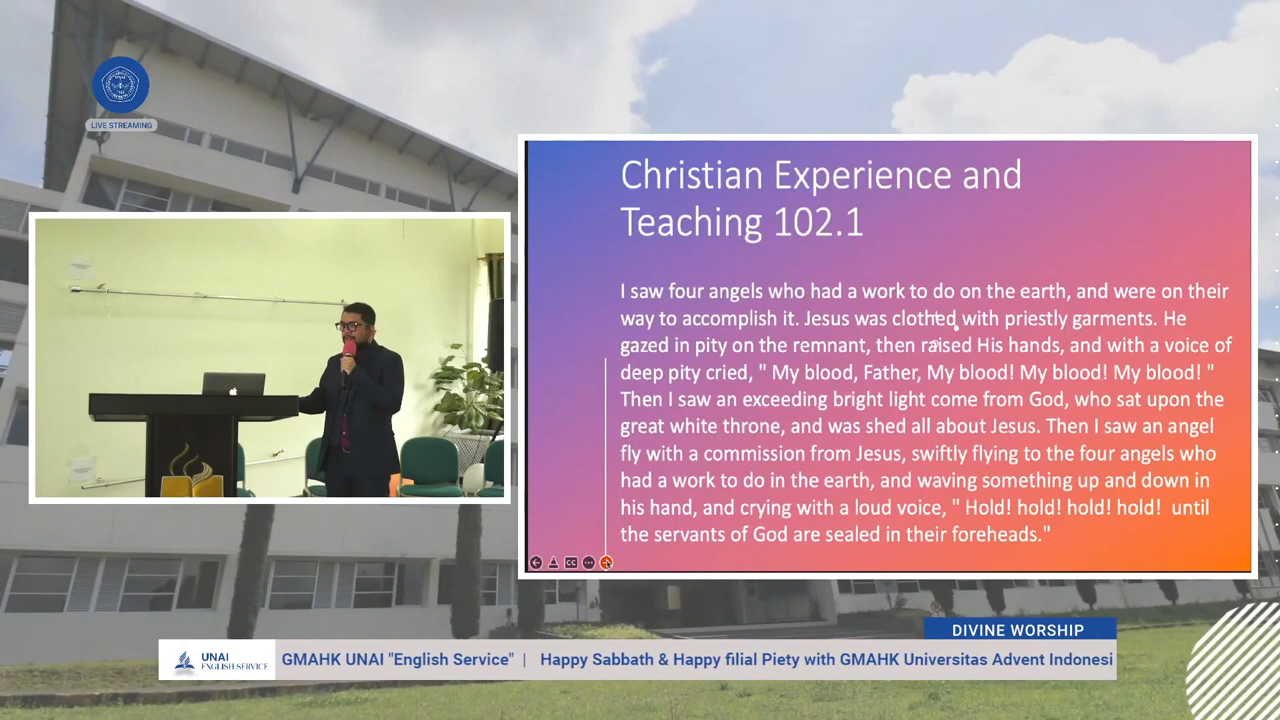 UNAI
LIVE STREAMING
Christian Experience and
Teaching 102.1
I saw four angels who had a work to do on the earth, and were on their
way to accomplish it. Jesus was clothed with priestly garments. He
gazed in pity on the remnant, then raised His hands, and with a voice of
deep pity cried, " My blood, Father, My blood! My blood! My blood! "
Then I saw an exceeding bright light come from God, who sat upon the
great white throne, and was shed all about Jesus. Then I saw an angel
fly with a commission from Jesus, swiftly flying to the four angels who
had a work to do in the earth, and waving something up and down in
his hand, and crying with a loud voice, " Hold! hold! hold! hold!  until
the servants of God are sealed in their foreheads."
CC
DIVINE WORSHIP
UNAI
ENGLISH SERVICE
GMAHK UNAI "English Service" | Happy Sabbath & Happy filial Piety with GMAHK Universitas Advent Indonesi